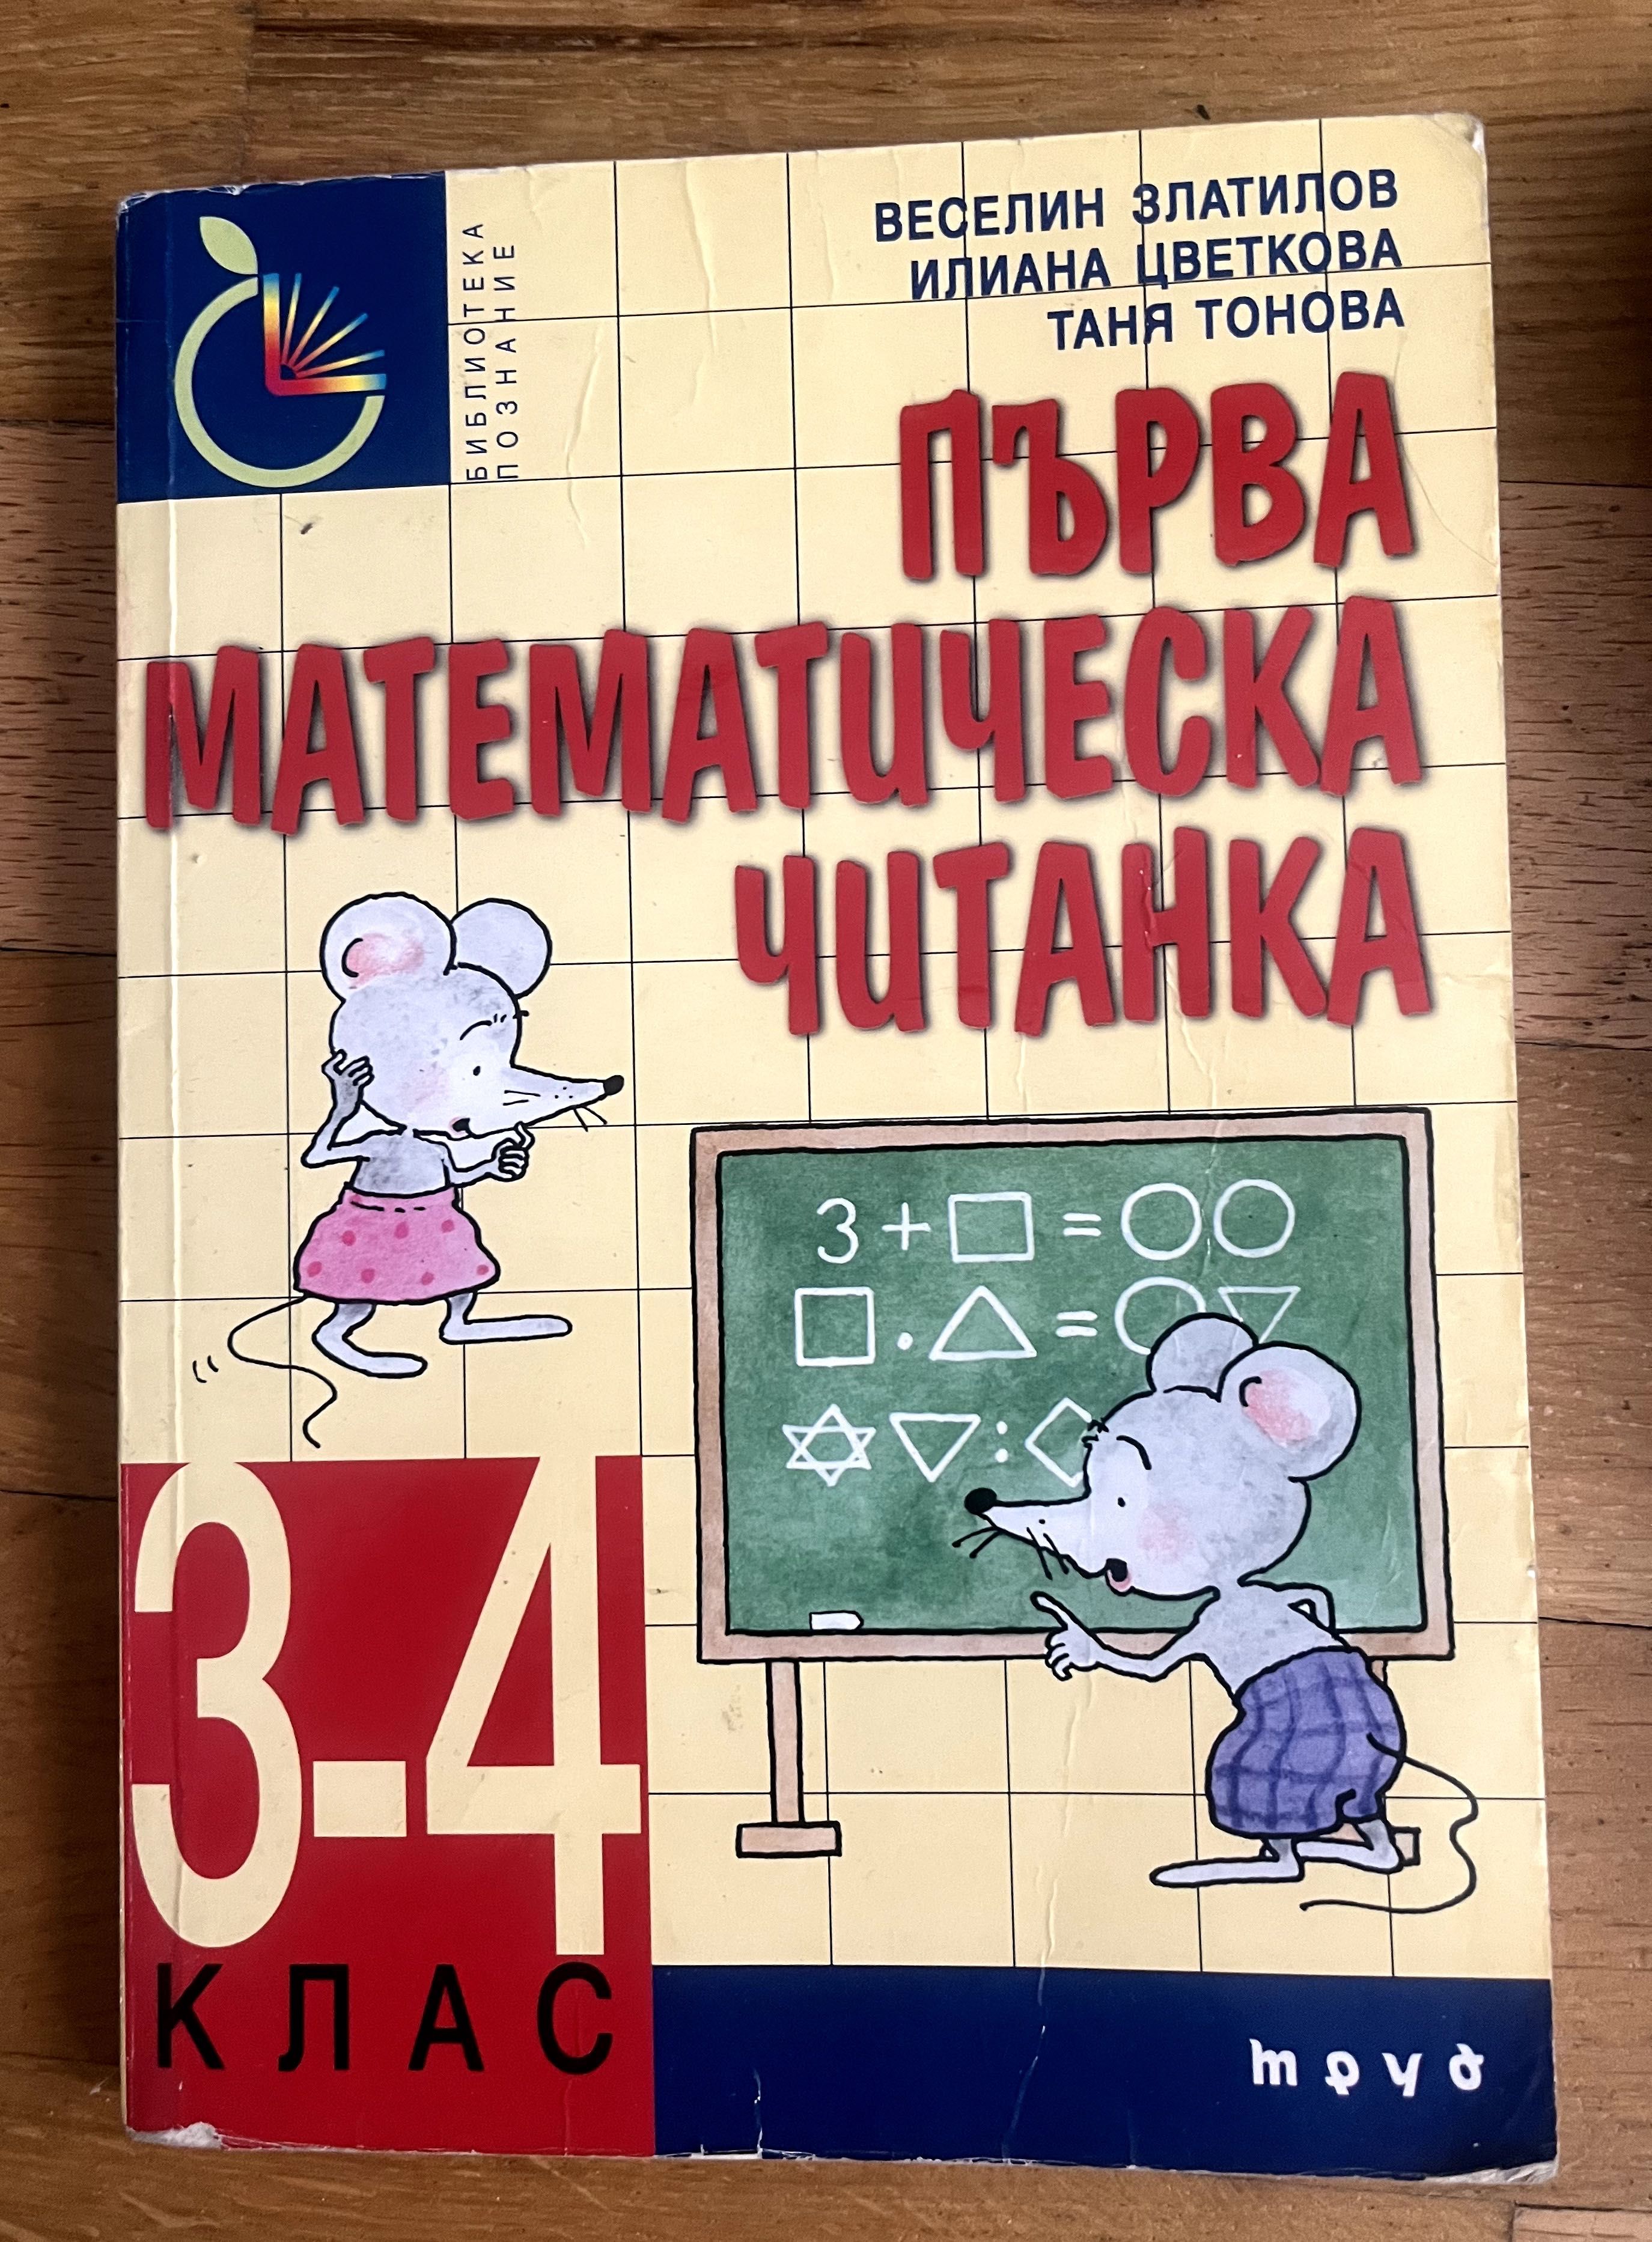 БИБЛИОТЕКА
ПОЗНАНИЕ
ВЕСЕЛИН ЗЛАТИЛОВ
ИЛИАНА ЦВЕТКОВА
ТАНЯ ТОНОВА
ПЪРВА
МАТЕМАТИЧЕСКА
ЧИТАНКА
3 + □ = ○○
□ . △ = ○▽
✡▽ : ◇
3-4
КЛАС
труд